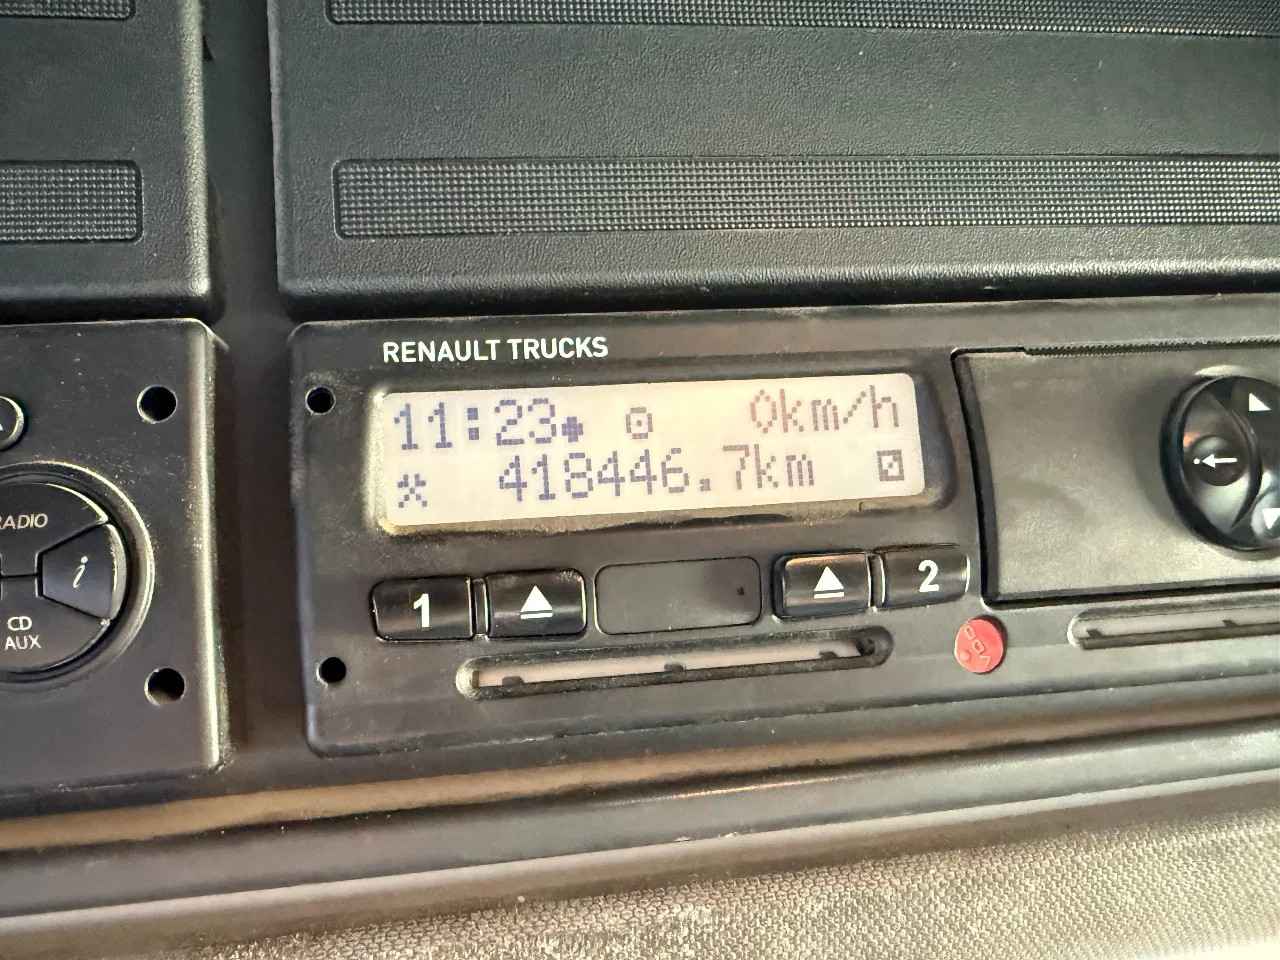 RENAULT TRUCKS
11:23 0km/h
418446.7km
1
2
RADIO
i
CD
AUX